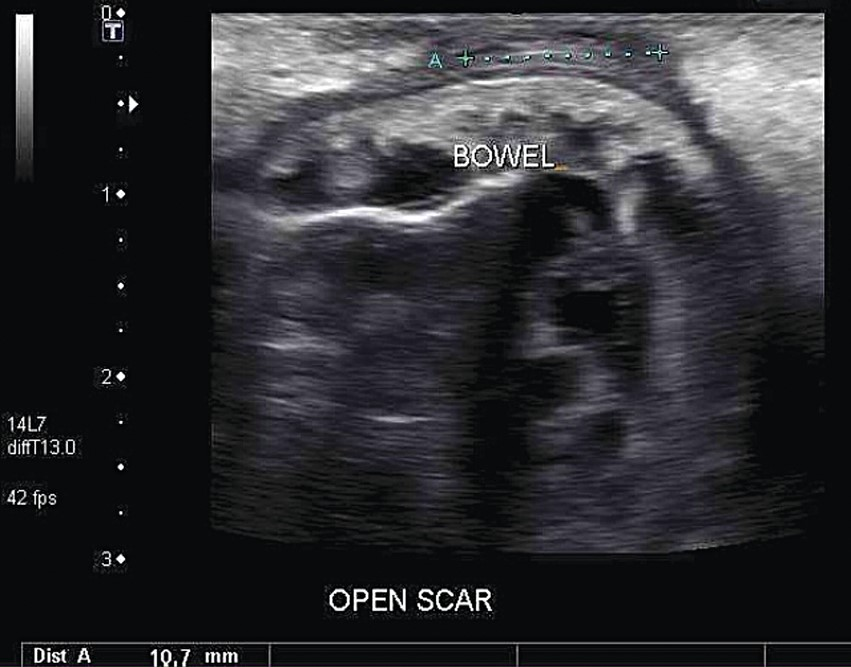 0
T
A
BOWEL
1
2
14L7
diffT13.0
42 fps
3
OPEN SCAR
Dist A 10,7 mm